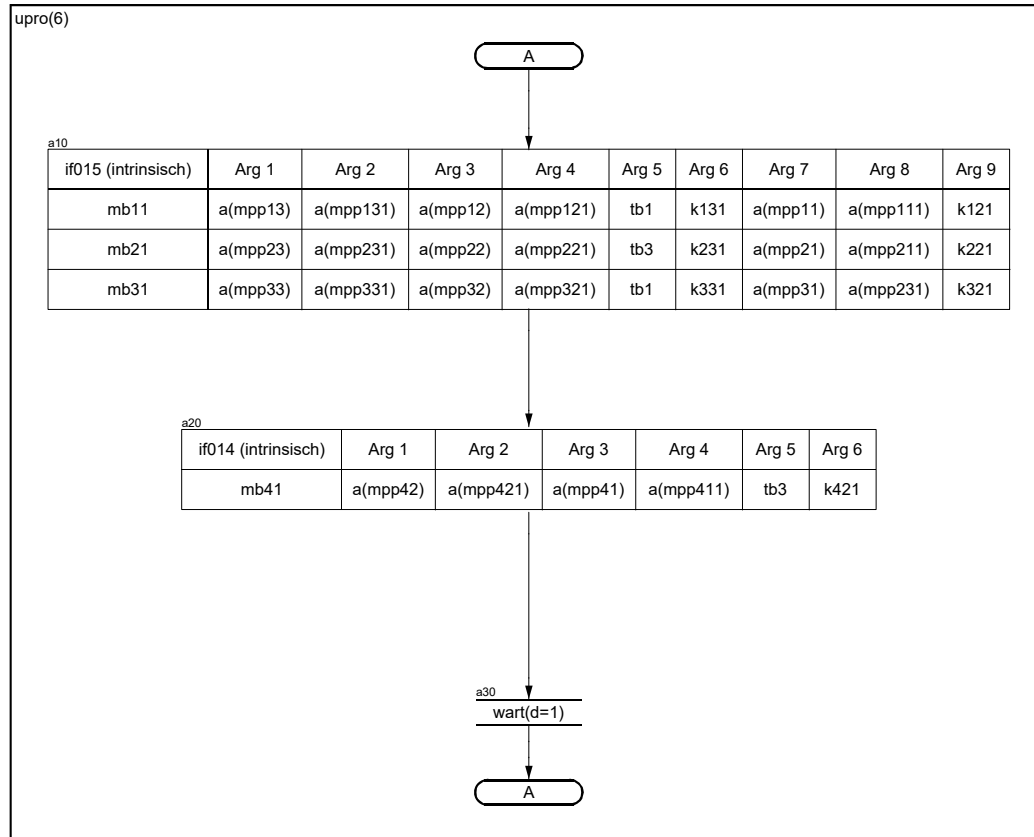 upro(6)
A
a10
if015 (intrinsisch) Arg 1 Arg 2 Arg 3 Arg 4 Arg 5 Arg 6 Arg 7 Arg 8 Arg 9
mb11 a(mpp13) a(mpp131) a(mpp12) a(mpp121) tb1 k131 a(mpp11) a(mpp111) k121
mb21 a(mpp23) a(mpp231) a(mpp22) a(mpp221) tb3 k231 a(mpp21) a(mpp211) k221
mb31 a(mpp33) a(mpp331) a(mpp32) a(mpp321) tb1 k331 a(mpp31) a(mpp231) k321
a20
if014 (intrinsisch) Arg 1 Arg 2 Arg 3 Arg 4 Arg 5 Arg 6
mb41 a(mpp42) a(mpp421) a(mpp41) a(mpp411) tb3 k421
a30
wart(d=1)
A